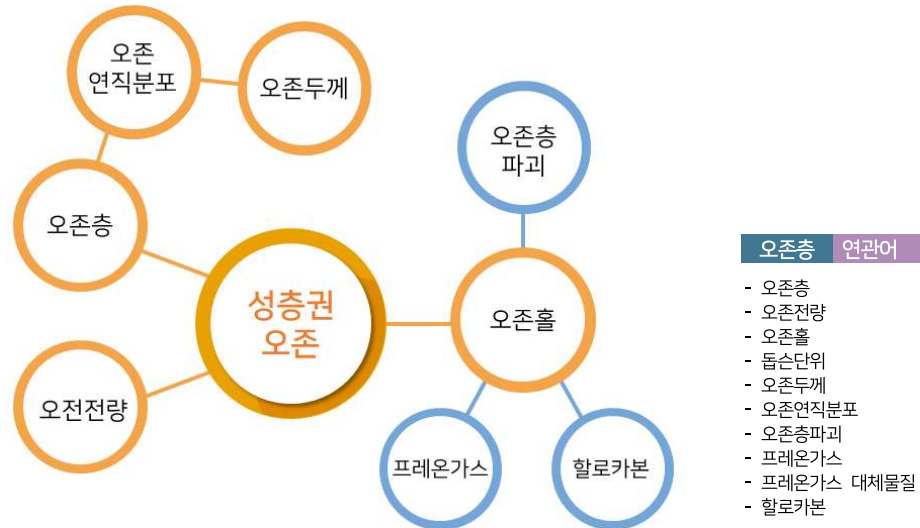 오존
연직분포
오존두께
오존층
파괴
오존층
성층권
오존
오존홀
오전전량
프레온가스
할로카본
오존층 연관어
- 오존층
- 오존전량
- 오존홀
- 돕슨단위
- 오존두께
- 오존연직분포
- 오존층파괴
- 프레온가스
- 프레온가스 대체물질
- 할로카본